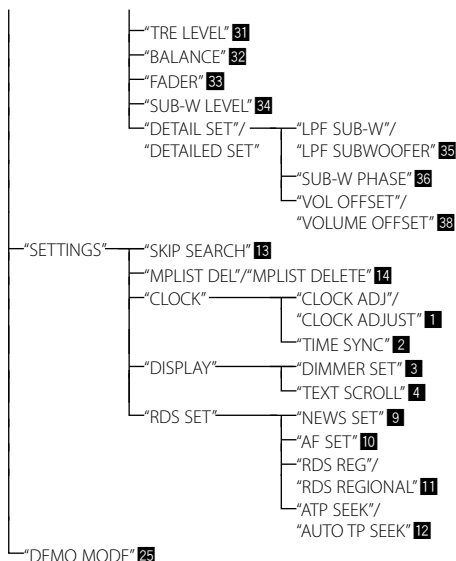 “TRE LEVEL” 31
“BALANCE” 32
“FADER” 33
“SUB-W LEVEL” 34
“DETAIL SET”/ “LPF SUB-W”/
“DETAILED SET” “LPF SUBWOOFER” 35
“SUB-W PHASE” 36
“VOL OFFSET”/
“VOLUME OFFSET” 38
“SETTINGS” “SKIP SEARCH” 13
“MPLIST DEL”/“MPLIST DELETE” 14
“CLOCK” “CLOCK ADJ”/
“CLOCK ADJUST” 1
“TIME SYNC” 2
“DISPLAY” “DIMMER SET” 3
“TEXT SCROLL” 4
“RDS SET” “NEWS SET” 9
“AF SET” 10
“RDS REG”/
“RDS REGIONAL” 11
“ATP SEEK”/
“AUTO TP SEEK” 12
“DEMO MODE” 25